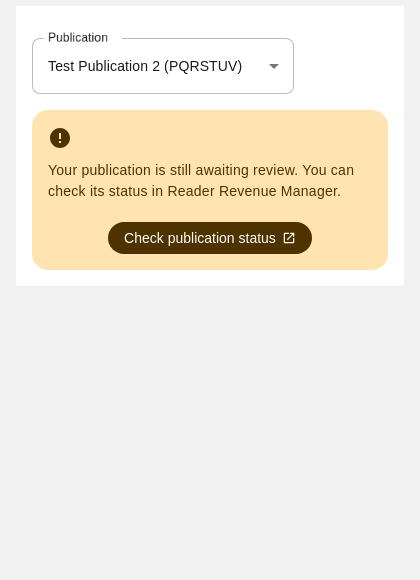 Publication
Test Publication 2 (PQRSTUV)
Your publication is still awaiting review. You can
check its status in Reader Revenue Manager.
Check publication status